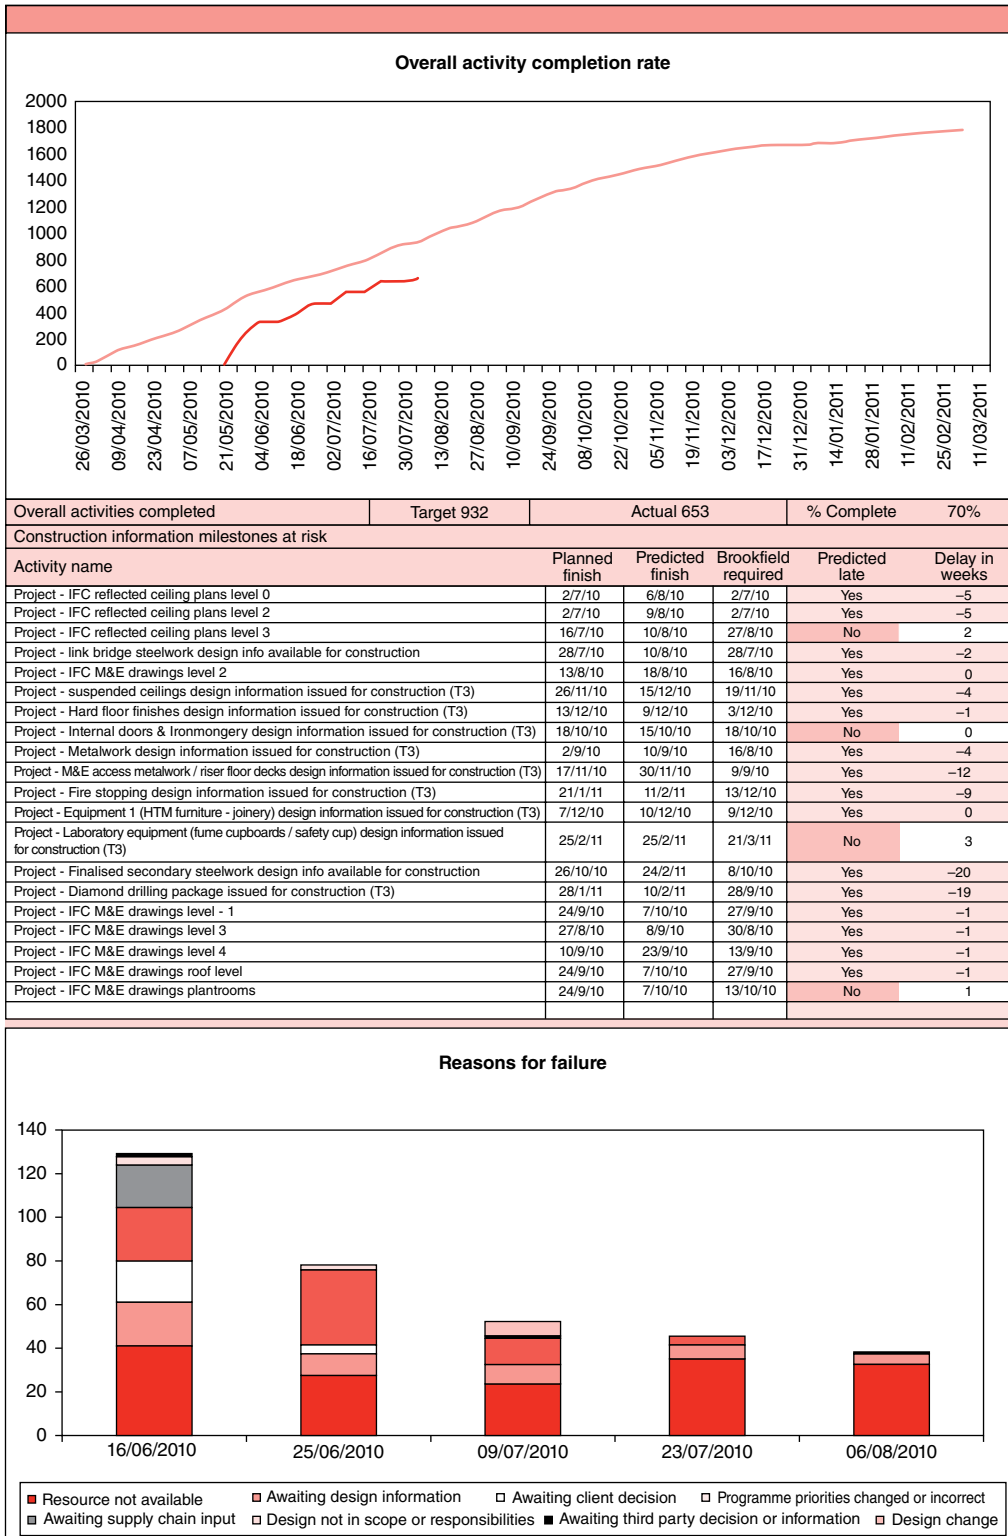 Overall activity completion rate
2000
1800
1600
1400
1200
1000
800
600
400
200
0
26/03/2010
09/04/2010
23/04/2010
07/05/2010
21/05/2010
04/06/2010
18/06/2010
02/07/2010
16/07/2010
30/07/2010
13/08/2010
27/08/2010
10/09/2010
24/09/2010
08/10/2010
22/10/2010
05/11/2010
19/11/2010
03/12/2010
17/12/2010
31/12/2010
14/01/2011
28/01/2011
11/02/2011
25/02/2011
11/03/2011
Overall activities completed Target 932 Actual 653 % Complete 70%
Construction information milestones at risk
Activity name Planned finish Predicted finish Brookfield required Predicted late Delay in weeks
Project - IFC reflected ceiling plans level 0 2/7/10 6/8/10 2/7/10 Yes –5
Project - IFC reflected ceiling plans level 2 2/7/10 9/8/10 2/7/10 Yes –5
Project - IFC reflected ceiling plans level 3 16/7/10 10/8/10 27/8/10 No 2
Project - link bridge steelwork design info available for construction 28/7/10 10/8/10 28/7/10 Yes –2
Project - IFC M&E drawings level 2 13/8/10 18/8/10 16/8/10 Yes 0
Project - suspended ceilings design information issued for construction (T3) 26/11/10 15/12/10 19/11/10 Yes –4
Project - Hard floor finishes design information issued for construction (T3) 13/12/10 9/12/10 3/12/10 Yes –1
Project - Internal doors & Ironmongery design information issued for construction (T3) 18/10/10 15/10/10 18/10/10 No 0
Project - Metalwork design information issued for construction (T3) 2/9/10 10/9/10 16/8/10 Yes –4
Project - M&E access metalwork / riser floor decks design information issued for construction (T3) 17/11/10 30/11/10 9/9/10 Yes –12
Project - Fire stopping design information issued for construction (T3) 21/1/11 11/2/11 13/12/10 Yes –9
Project - Equipment 1 (HTM furniture - joinery) design information issued for construction (T3) 7/12/10 10/12/10 9/12/10 Yes 0
Project - Laboratory equipment (fume cupboards / safety cup) design information issued
for construction (T3) 25/2/11 25/2/11 21/3/11 No 3
Project - Finalised secondary steelwork design info available for construction 26/10/10 24/2/11 8/10/10 Yes –20
Project - Diamond drilling package issued for construction (T3) 28/1/11 10/2/11 28/9/10 Yes –19
Project - IFC M&E drawings level - 1 24/9/10 7/10/10 27/9/10 Yes –1
Project - IFC M&E drawings level 3 27/8/10 8/9/10 30/8/10 Yes –1
Project - IFC M&E drawings level 4 10/9/10 23/9/10 13/9/10 Yes –1
Project - IFC M&E drawings roof level 24/9/10 7/10/10 27/9/10 Yes –1
Project - IFC M&E drawings plantrooms 24/9/10 7/10/10 13/10/10 No 1
Reasons for failure
140
120
100
80
60
40
20
0
16/06/2010 25/06/2010 09/07/2010 23/07/2010 06/08/2010
Resource not available Awaiting design information Awaiting client decision Programme priorities changed or incorrect
Awaiting supply chain input Design not in scope or responsibilities Awaiting third party decision or information Design change